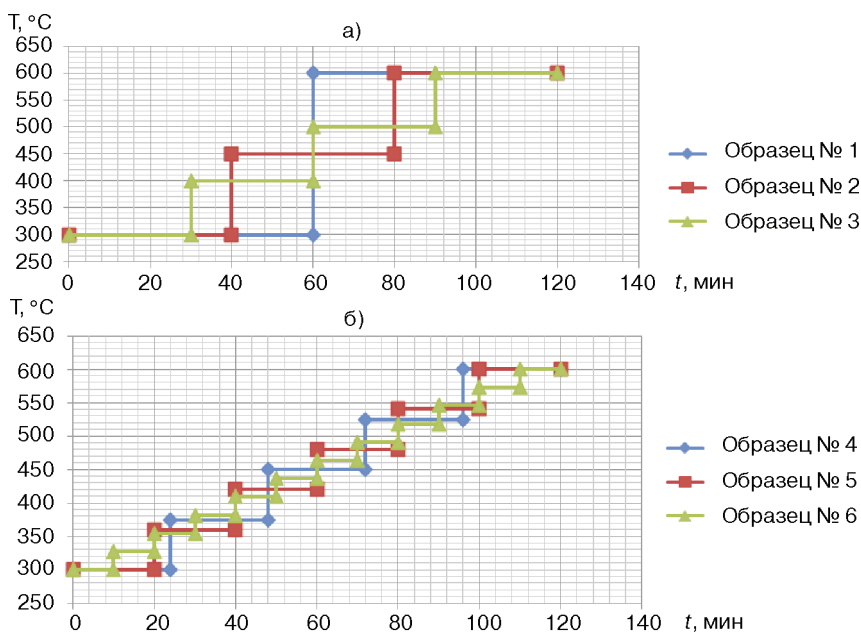 T, °C
а)
650
600
550
500
450
400
350
300
250
0 20 40 60 80 100 120 140 t, мин
Образец № 1
Образец № 2
Образец № 3
T, °C
б)
650
600
550
500
450
400
350
300
250
0 20 40 60 80 100 120 140 t, мин
Образец № 4
Образец № 5
Образец № 6